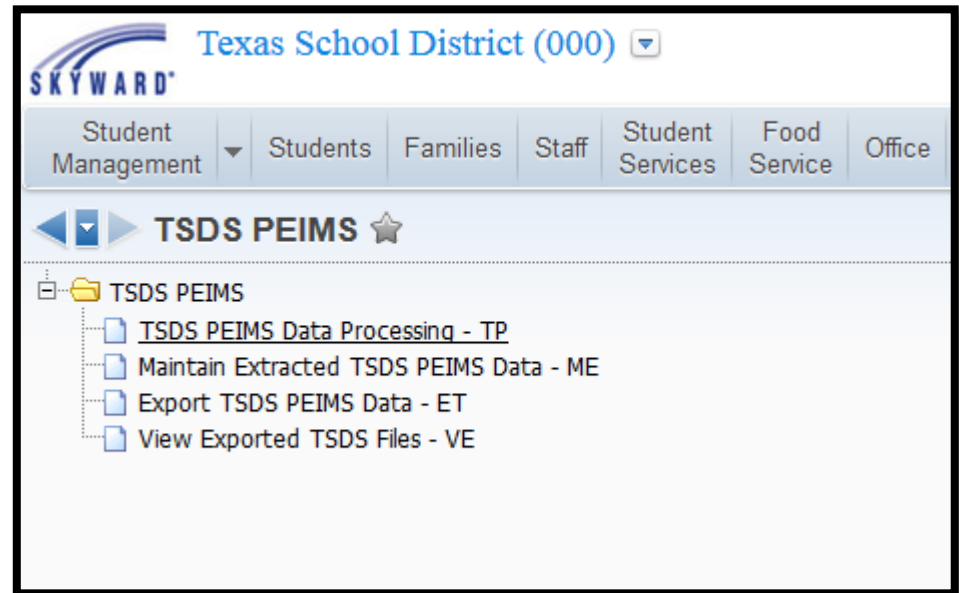 Texas School District (000)
SKYWARD®
Student Management
Students
Families
Staff
Student Services
Food Service
Office
TSDS PEIMS
TSDS PEIMS
TSDS PEIMS Data Processing - TP
Maintain Extracted TSDS PEIMS Data - ME
Export TSDS PEIMS Data - ET
View Exported TSDS Files - VE